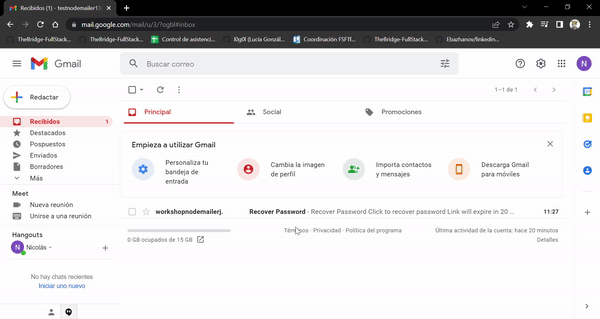 Recibidos (1) - testnodemailer13
mail.google.com/mail/u/3/?ogbl#inbox
TheBridge-FullStack...
TheBridge-FullStack...
Control de asistenci...
Coordinación FSFT
TheBridge-FullStack...
Ebazhanov/linkedin...
Gmail
Buscar correo
N
Redactar
1–1 de 1
Principal
Social
Promociones
Recibidos 1
Destacados
Pospuestos
Enviados
Borradores
Más
Empieza a utilizar Gmail
Personaliza tu
bandeja de
entrada
Cambia la imagen
de perfil
Importa contactos
y mensajes
Descarga Gmail
para móviles
Meet
Nueva reunión
Unirse a una reunión
workshopnodemailerj. Recover Password - Recover Password Click to recover password Link will expire in 20 ... 11:27
Hangouts
N Nicolás
0 GB ocupados de 15 GB
Términos · Privacidad · Política del programa
Última actividad de la cuenta: hace 20 minutos
Detalles
No hay chats recientes
Iniciar uno nuevo